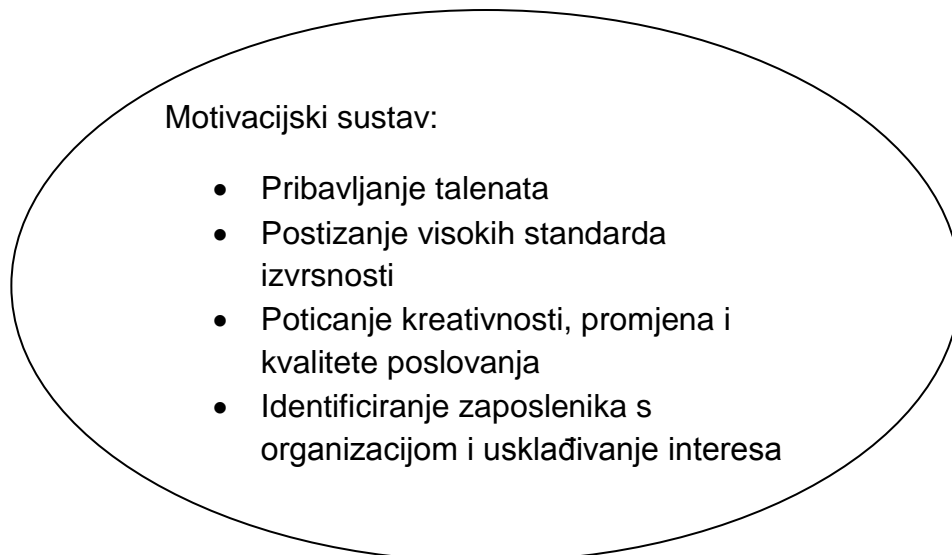 Motivacijski sustav:
• Pribavljanje talenata
• Postizanje visokih standarda
izvrsnosti
• Poticanje kreativnosti, promjena i
kvalitete poslovanja
• Identificiranje zaposlenika s
organizacijom i usklađivanje interesa